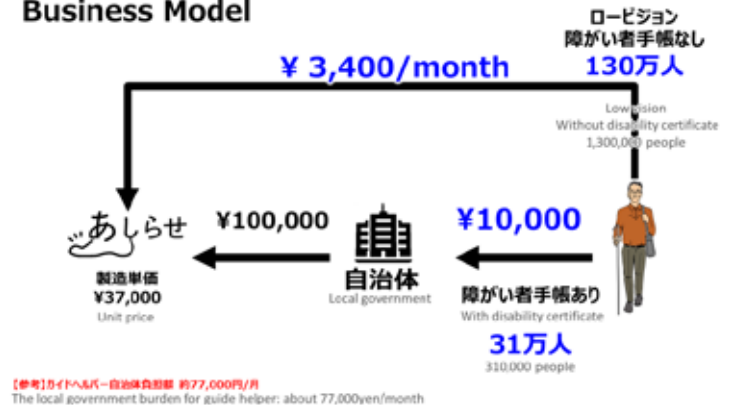 Business Model
ロービジョン
障がい者手帳なし
130万人
¥ 3,400/month
Low vision
Without disability certificate
1,300,000 people
あしらせ
¥100,000
¥10,000
製造単価
¥37,000
Unit price
自治体
Local government
障がい者手帳あり
With disability certificate
31万人
310,000 people
【参考】ガイドヘルパー自治体負担額 約77,000円/月
The local government burden for guide helper: about 77,000yen/month